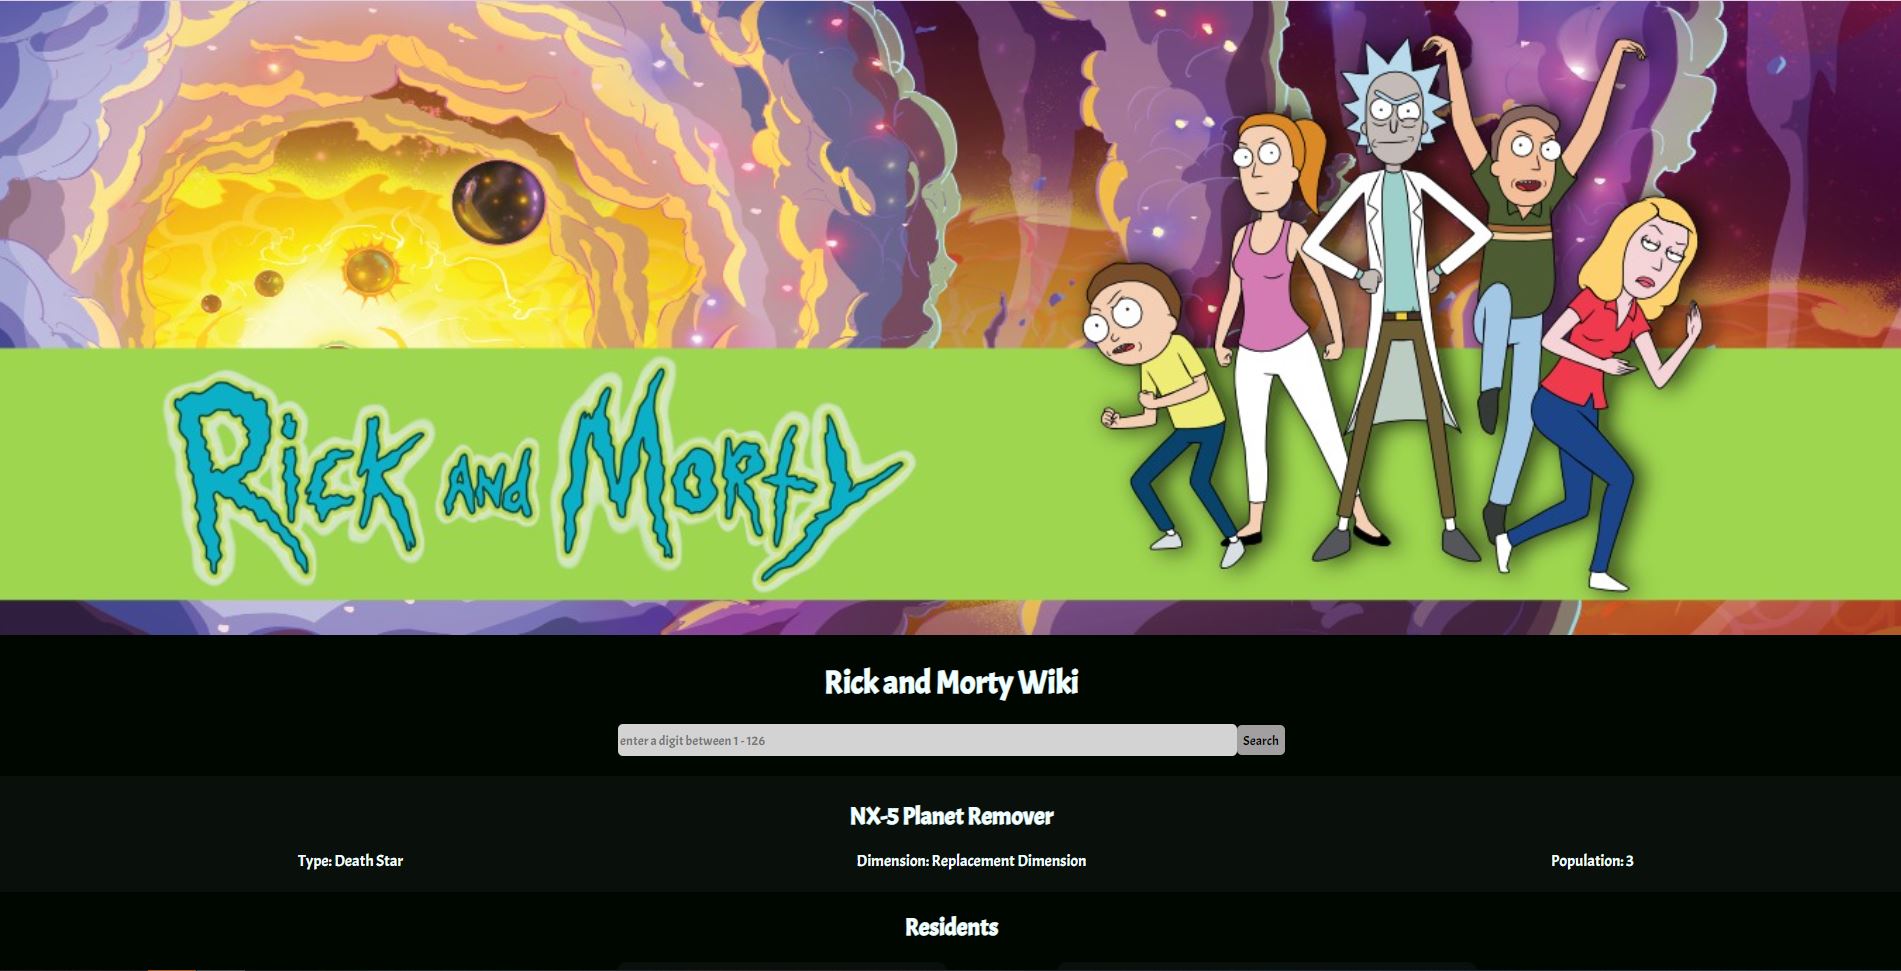 Rick and Morty
Rick and Morty Wiki
enter a digit between 1 - 126
Search
NX-5 Planet Remover
Type: Death Star
Dimension: Replacement Dimension
Population: 3
Residents